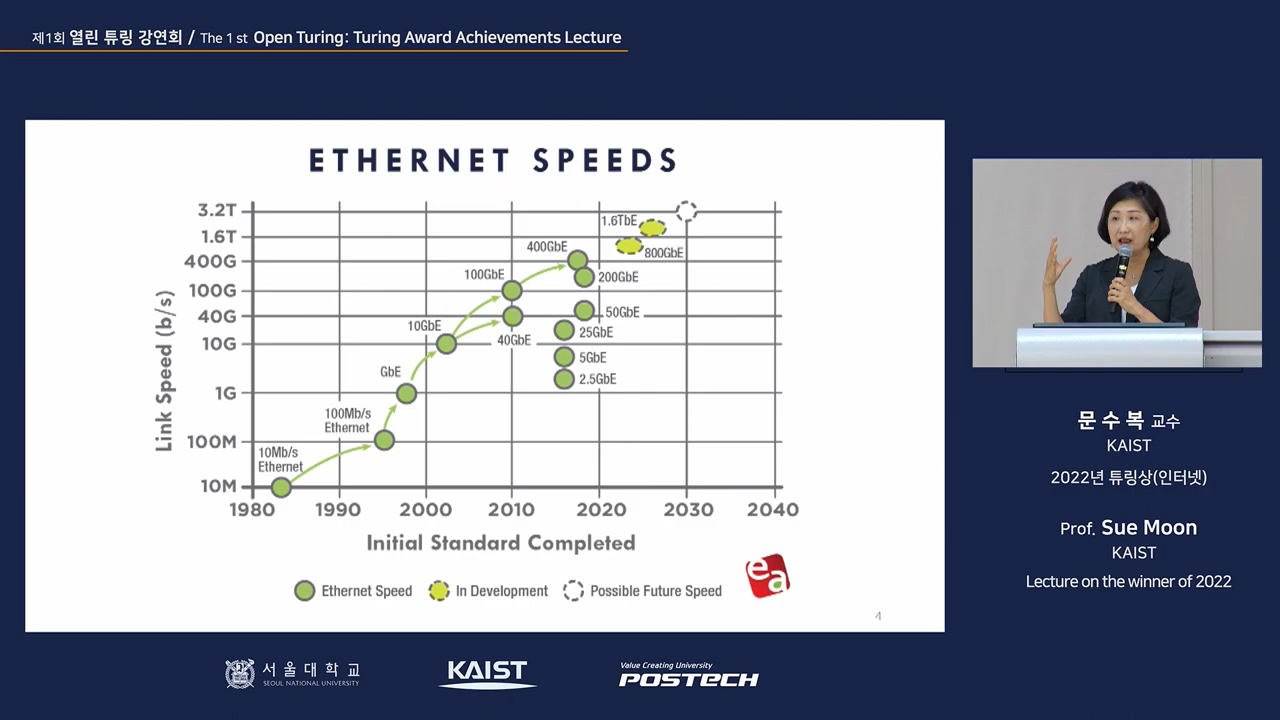 제1회 열린 튜링 강연회 / The 1 st Open Turing: Turing Award Achievements Lecture
ETHERNET SPEEDS
3.2T
1.6T
400G
100G
40G
10G
1G
100M
10M
Link Speed (b/s)
1.6TbE
800GbE
400GbE
200GbE
100GbE
50GbE
40GbE
25GbE
10GbE
5GbE
2.5GbE
GbE
100Mb/s
Ethernet
10Mb/s
Ethernet
1980 1990 2000 2010 2020 2030 2040
Initial Standard Completed
Ethernet Speed In Development Possible Future Speed
ea
4
문수복 교수
KAIST
2022년 튜링상(인터넷)
Prof. Sue Moon
KAIST
Lecture on the winner of 2022
서울대학교
SEOUL NATIONAL UNIVERSITY
KAIST
Value Creating University
POSTECH